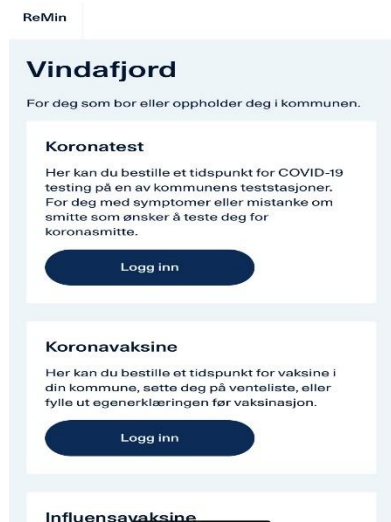 ReMin
Vindafjord
For deg som bor eller oppholder deg i kommunen.
Koronatest
Her kan du bestille et tidspunkt for COVID-19
testing på en av kommunens teststasjoner.
For deg med symptomer eller mistanke om
smitte som ønsker å teste deg for
koronasmitte.
Logg inn
Koronavaksine
Her kan du bestille et tidspunkt for vaksine i
din kommune, sette deg på venteliste, eller
fylle ut egenerklæringen før vaksinasjon.
Logg inn
Influensavaksine